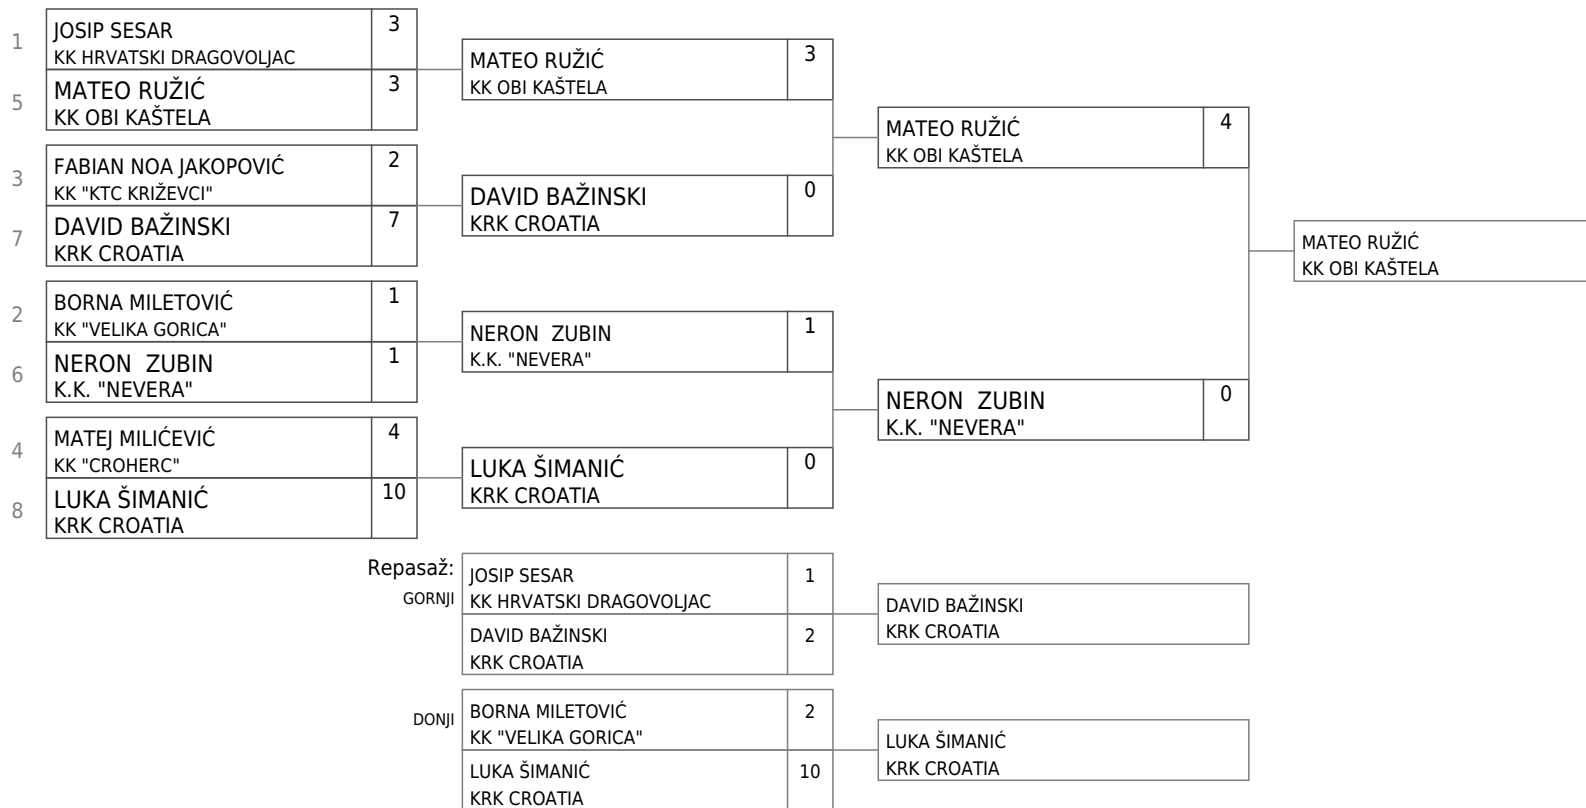 1
JOSIP SESAR
3
KK HRVATSKI DRAGOVOLJAC
5
MATEO RUŽIĆ
3
KK OBI KAŠTELA
3
FABIAN NOA JAKOPOVIĆ
2
KK "KTC KRIŽEVCI"
7
DAVID BAŽINSKI
7
KRK CROATIA
2
BORNA MILETOVIĆ
1
KK "VELIKA GORICA"
6
NERON  ZUBIN
1
K.K. "NEVERA"
4
MATEJ MILIĆEVIĆ
4
KK "CROHERC"
8
LUKA ŠIMANIĆ
10
KRK CROATIA
MATEO RUŽIĆ
3
KK OBI KAŠTELA
DAVID BAŽINSKI
0
KRK CROATIA
NERON  ZUBIN
1
K.K. "NEVERA"
LUKA ŠIMANIĆ
0
KRK CROATIA
MATEO RUŽIĆ
4
KK OBI KAŠTELA
NERON  ZUBIN
0
K.K. "NEVERA"
MATEO RUŽIĆ
KK OBI KAŠTELA
Repasaž:
GORNJI
JOSIP SESAR
1
KK HRVATSKI DRAGOVOLJAC
DAVID BAŽINSKI
2
KRK CROATIA
DAVID BAŽINSKI
KRK CROATIA
DONJI
BORNA MILETOVIĆ
2
KK "VELIKA GORICA"
LUKA ŠIMANIĆ
10
KRK CROATIA
LUKA ŠIMANIĆ
KRK CROATIA